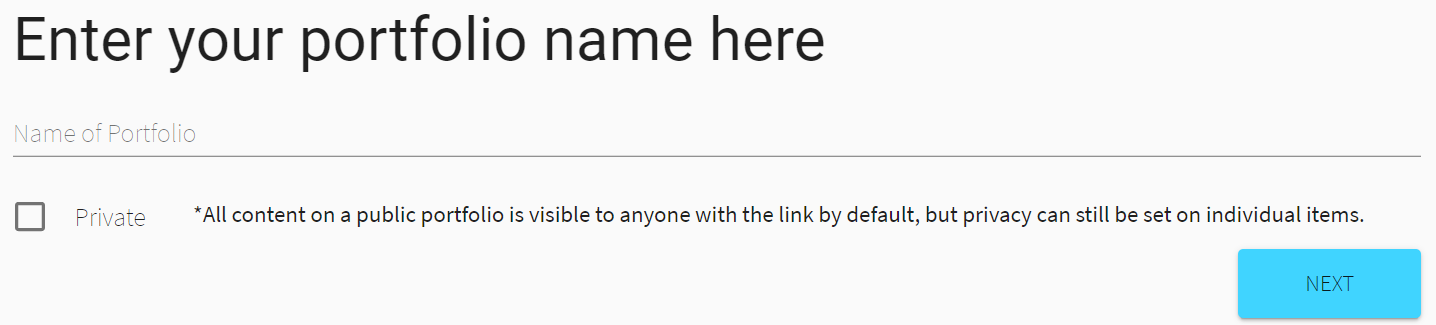 Enter your portfolio name here
Name of Portfolio
Private *All content on a public portfolio is visible to anyone with the link by default, but privacy can still be set on individual items.
NEXT